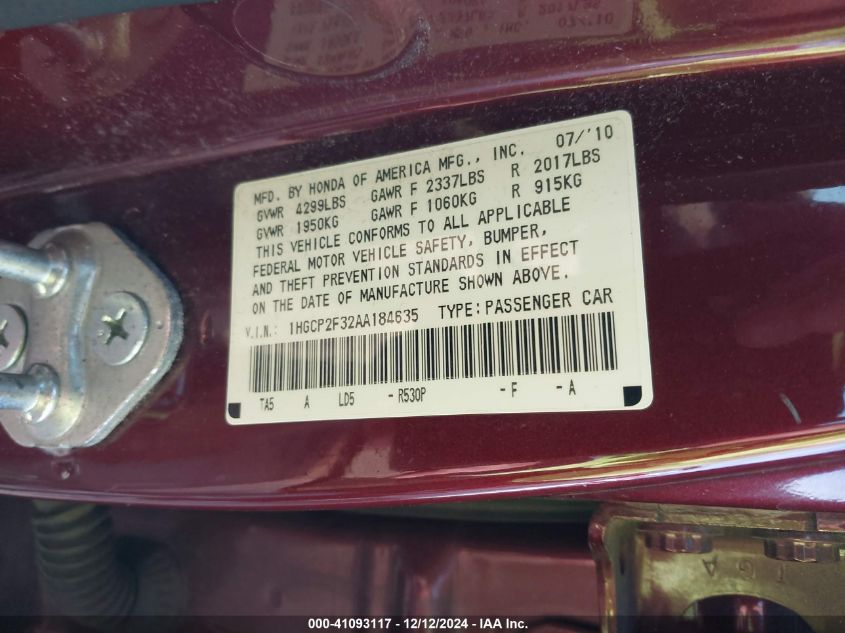 MFD. BY HONDA OF AMERICA MFG., INC. 07/'10
GVWR 4299LBS GAWR F 2337LBS R 2017LBS
GVWR 1950KG GAWR F 1060KG R 915KG
THIS VEHICLE CONFORMS TO ALL APPLICABLE
FEDERAL MOTOR VEHICLE SAFETY, BUMPER,
AND THEFT PREVENTION STANDARDS IN EFFECT
ON THE DATE OF MANUFACTURE SHOWN ABOVE.
V.I.N.: 1HGCP2F32AA184635 TYPE:PASSENGER CAR
TA5 A LD5 -R530P -F -A
T G A
000-41093117 - 12/12/2024 - IAA Inc.